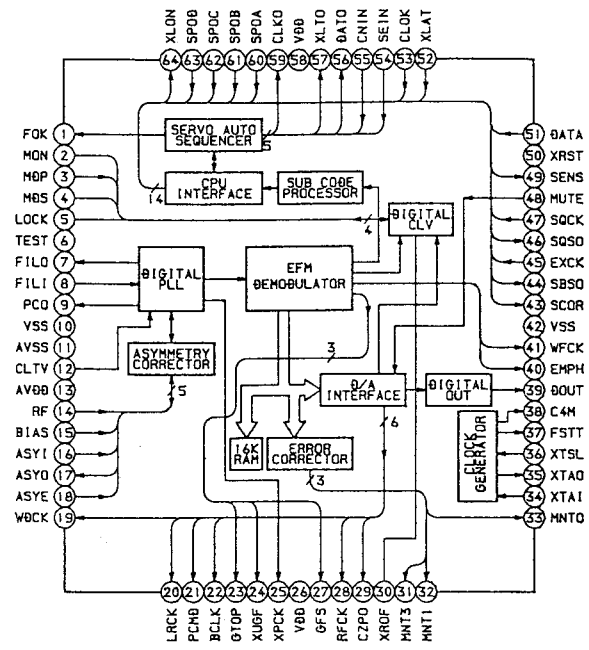 XLON SPOD SPOC SPOB SPOA CLKO VDD XLTO DATO CNIN SEIN CLOK XLAT
64 63 62 61 60 59 58 57 56 55 54 53 52
FOK 1
MON 2
MDP 3
MDS 4
LOCK 5
TEST 6
FILO 7
FILI 8
PCO 9
VSS 10
AVSS 11
CLTV 12
AVDD 13
RF 14
BIAS 15
ASYI 16
ASYO 17
ASYE 18
WDCK 19
SERVO AUTO
SEQUENCER
5
CPU
INTERFACE
14
SUB CODE
PROCESSOR
DIGITAL
CLV
4
DIGITAL
PLL
EFM
DEMODULATOR
ASYMMETRY
CORRECTOR
5
3
D/A
INTERFACE
6
DIGITAL
OUT
16K
RAM
ERROR
CORRECTOR
3
CLOCK
GENERATOR
51 DATA
50 XRST
49 SENS
48 MUTE
47 SQCK
46 SQSO
45 EXCK
44 SBSO
43 SCOR
42 VSS
41 WFCK
40 EMPH
39 DOUT
38 C4M
37 FSTT
36 XTSL
35 XTAO
34 XTAI
33 MNTO
20 21 22 23 24 25 26 27 28 29 30 31 32
LRCK PCMD BCLK GTOP XUGF XPCK VDD GFS RFCK CZPO XROF MNT3 MNT1